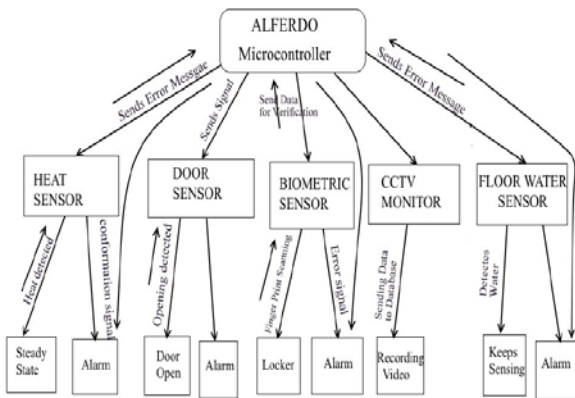 ALFERDO
Microcontroller
Sends Error Messgae
Sends Signal
Send Data
for Verification
Sends Error Message
HEAT
SENSOR
DOOR
SENSOR
BIOMETRIC
SENSOR
CCTV
MONITOR
FLOOR WATER
SENSOR
Heat detected
conformation signal
Opening detected
Finger Print Scanning
Error signal
Sending Data
to Database
Detectes
Water
Steady
State
Alarm
Door
Open
Alarm
Locker
Alarm
Recording
Video
Keeps
Sensing
Alarm